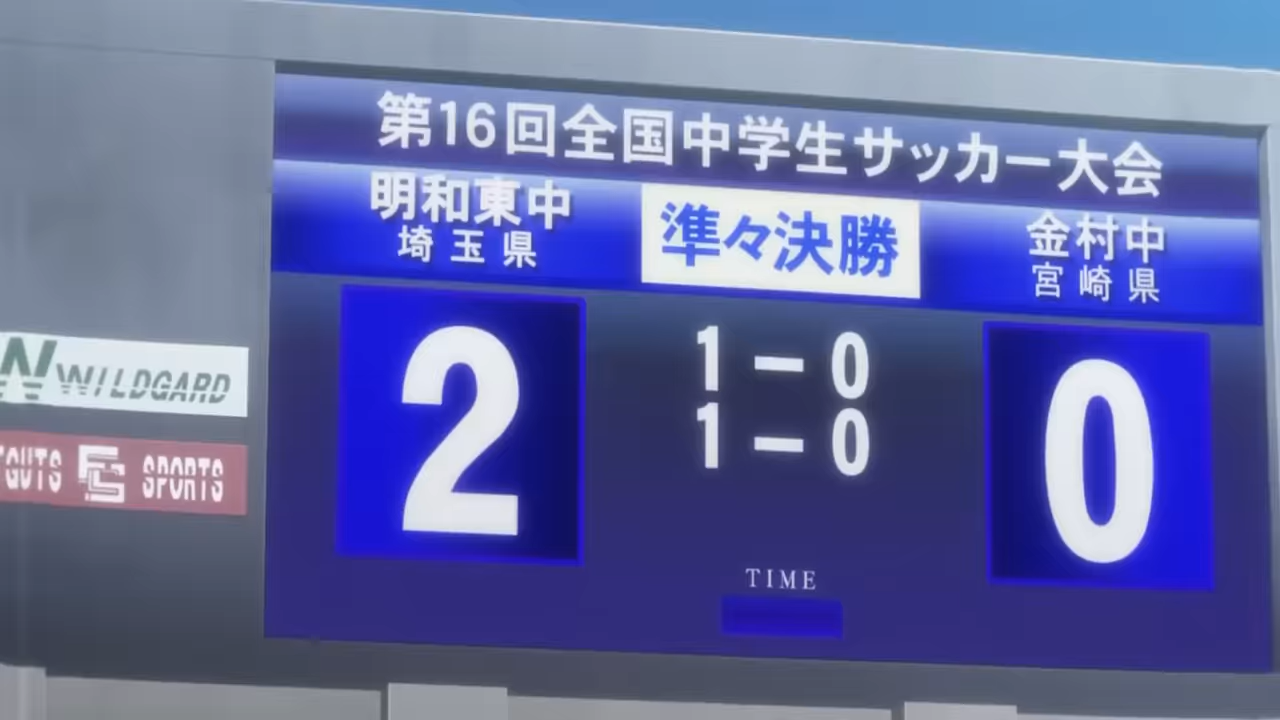 第16回全国中学生サッカー大会
明和東中
埼玉県
準々決勝
金村中
宮崎県
2
1 － 0
1 － 0
0
TIME
WILDGARD
GUTS SPORTS